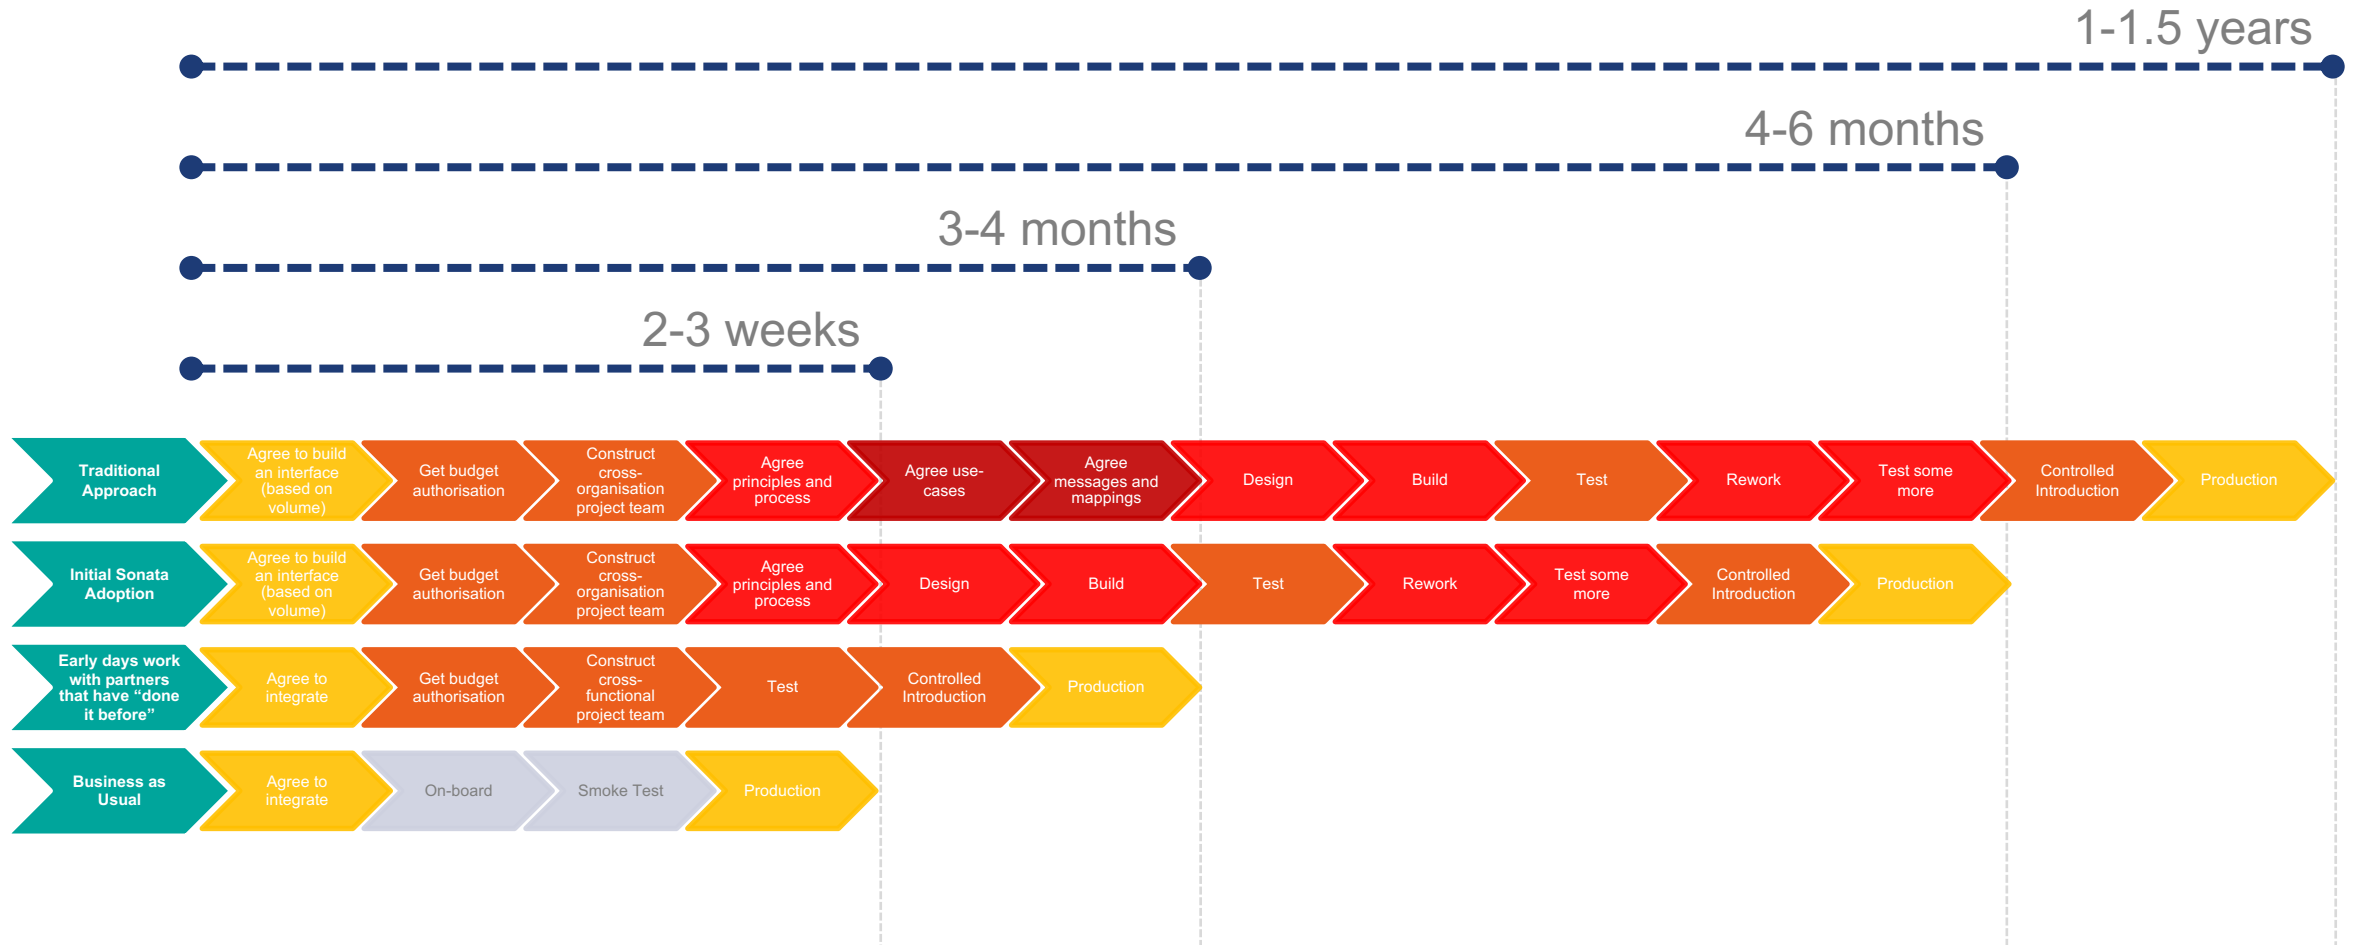 1-1.5 years
4-6 months
3-4 months
2-3 weeks
Traditional
Approach
Agree to build
an interface
(based on
volume)
Get budget
authorisation
Construct
cross-
organisation
project team
Agree
principles and
process
Agree use-
cases
Agree
messages and
mappings
Design
Build
Test
Rework
Test some
more
Controlled
Introduction
Production
Initial Sonata
Adoption
Agree to build
an interface
(based on
volume)
Get budget
authorisation
Construct
cross-
organisation
project team
Agree
principles and
process
Design
Build
Test
Rework
Test some
more
Controlled
Introduction
Production
Early days work
with partners
that have “done
it before”
Agree to
integrate
Get budget
authorisation
Construct
cross-
functional
project team
Test
Controlled
Introduction
Production
Business as
Usual
Agree to
integrate
On-board
Smoke Test
Production